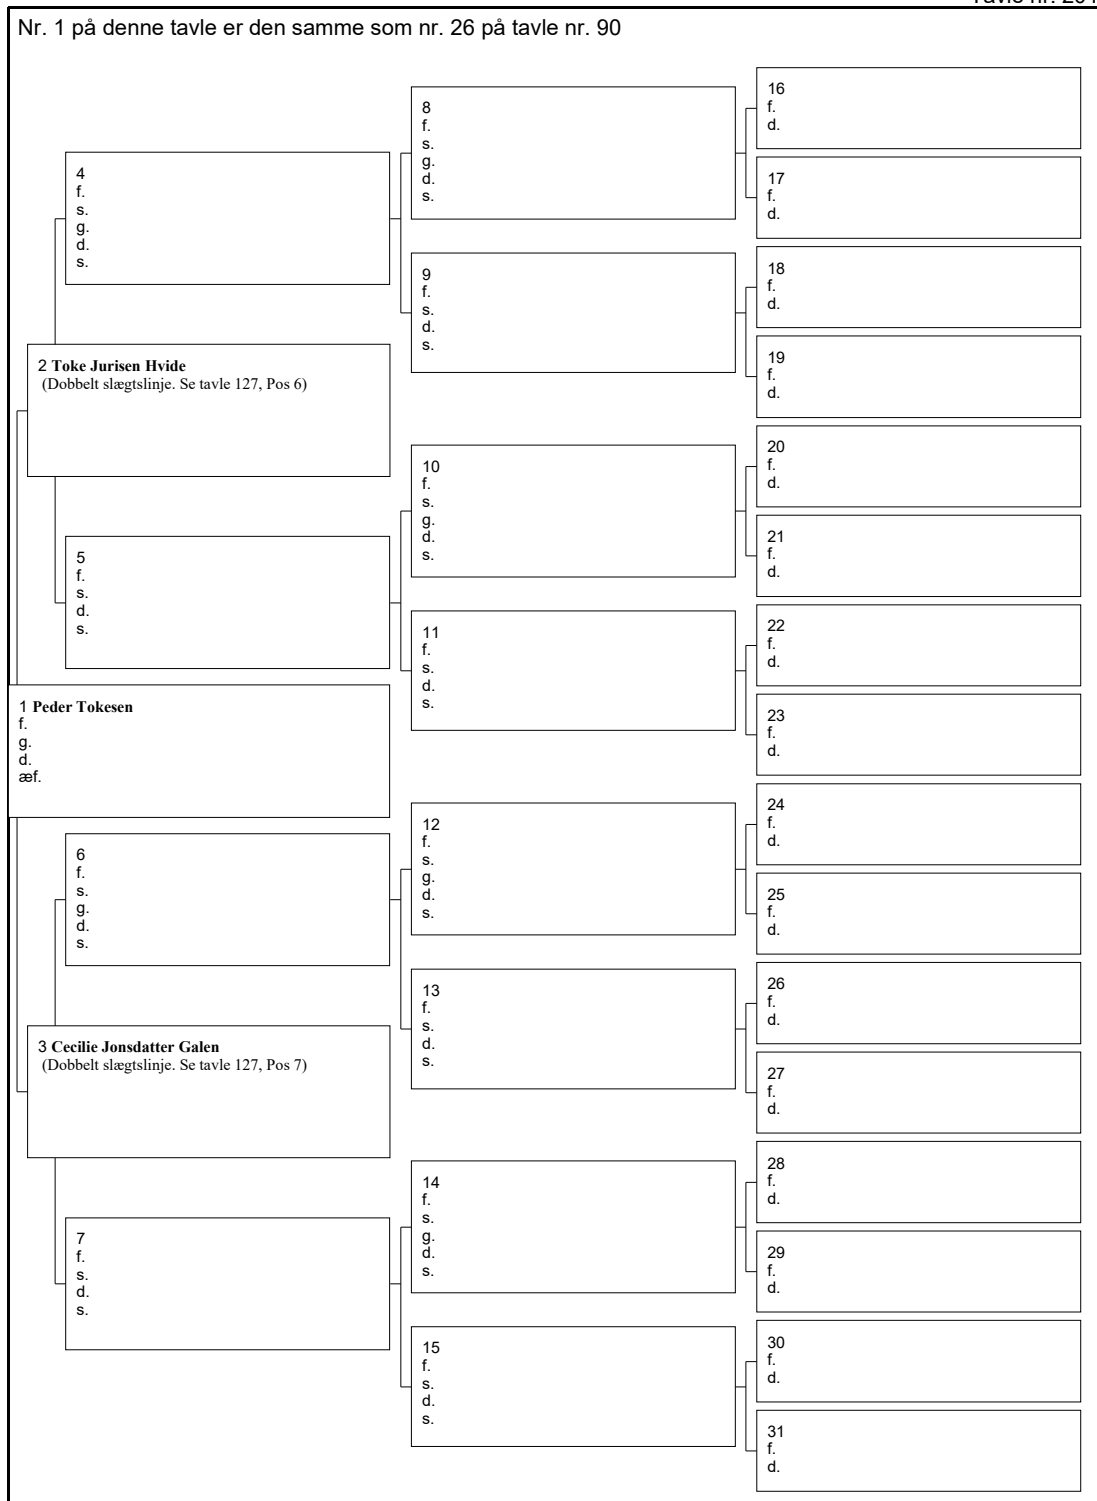 Nr. 1 på denne tavle er den samme som nr. 26 på tavle nr. 90
4
f.
s.
g.
d.
s.
2 Toke Jurisen Hvide
(Dobbelt slægtslinje. Se tavle 127, Pos 6)
5
f.
s.
d.
s.
1 Peder Tokesen
f.
g.
d.
æf.
6
f.
s.
g.
d.
s.
3 Cecilie Jonsdatter Galen
(Dobbelt slægtslinje. Se tavle 127, Pos 7)
7
f.
s.
d.
s.
8
f.
s.
g.
d.
s.
9
f.
s.
d.
s.
10
f.
s.
g.
d.
s.
11
f.
s.
d.
s.
12
f.
s.
g.
d.
s.
13
f.
s.
d.
s.
14
f.
s.
g.
d.
s.
15
f.
s.
d.
s.
16
f.
d.
17
f.
d.
18
f.
d.
19
f.
d.
20
f.
d.
21
f.
d.
22
f.
d.
23
f.
d.
24
f.
d.
25
f.
d.
26
f.
d.
27
f.
d.
28
f.
d.
29
f.
d.
30
f.
d.
31
f.
d.